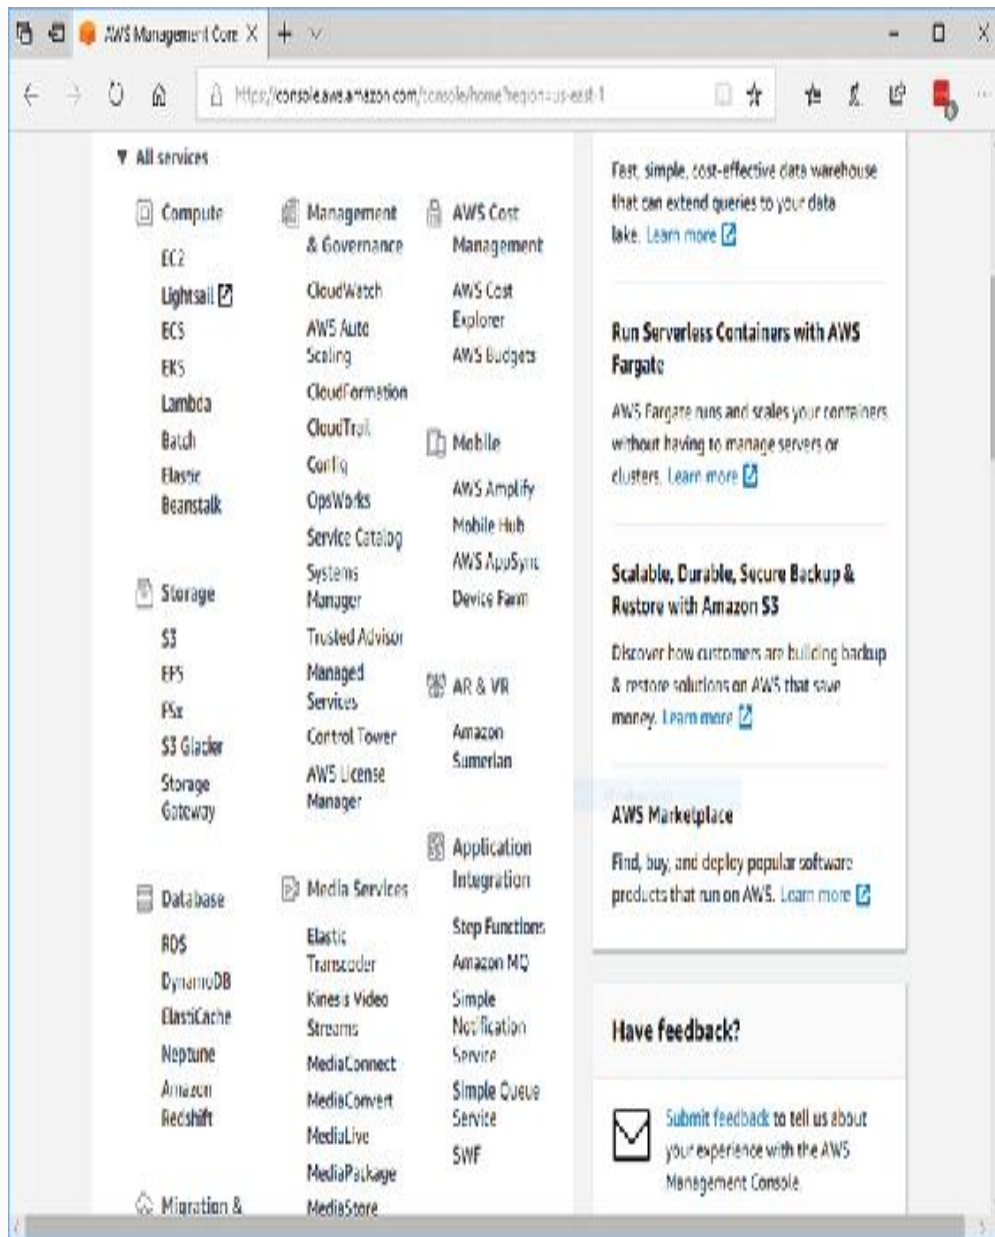 AWS Management Con
https://console.aws.amazon.com/console/home?region=us-east-1
All services
Compute
EC2
Lightsail
ECS
EKS
Lambda
Batch
Elastic
Beanstalk
Storage
S3
EFS
FSx
S3 Glacier
Storage
Gateway
Database
RDS
DynamoDB
ElastiCache
Neptune
Amazon
Redshift
Migration &
Management
& Governance
CloudWatch
AWS Auto
Scaling
CloudFormation
CloudTrail
Config
OpsWorks
Service Catalog
Systems
Manager
Trusted Advisor
Managed
Services
Control Tower
AWS License
Manager
Media Services
Elastic
Transcoder
Kinesis Video
Streams
MediaConnect
MediaConvert
MediaLive
MediaPackage
MediaStore
AWS Cost
Management
AWS Cost
Explorer
AWS Budgets
Mobile
AWS Amplify
Mobile Hub
AWS AppSync
Device Farm
AR & VR
Amazon
Sumerian
Application
Integration
Step Functions
Amazon MQ
Simple
Notification
Service
Simple Queue
Service
SWF
Fast, simple, cost-effective data warehouse
that can extend queries to your data
lake. Learn more
Run Serverless Containers with AWS
Fargate
AWS Fargate runs and scales your containers
without having to manage servers or
clusters. Learn more
Scalable, Durable, Secure Backup &
Restore with Amazon S3
Discover how customers are building backup
& restore solutions on AWS that save
money. Learn more
AWS Marketplace
Find, buy, and deploy popular software
products that run on AWS. Learn more
Have feedback?
Submit feedback to tell us about
your experience with the AWS
Management Console.